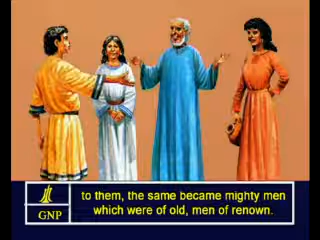 to them, the same became mighty men
which were of old, men of renown.
GNP